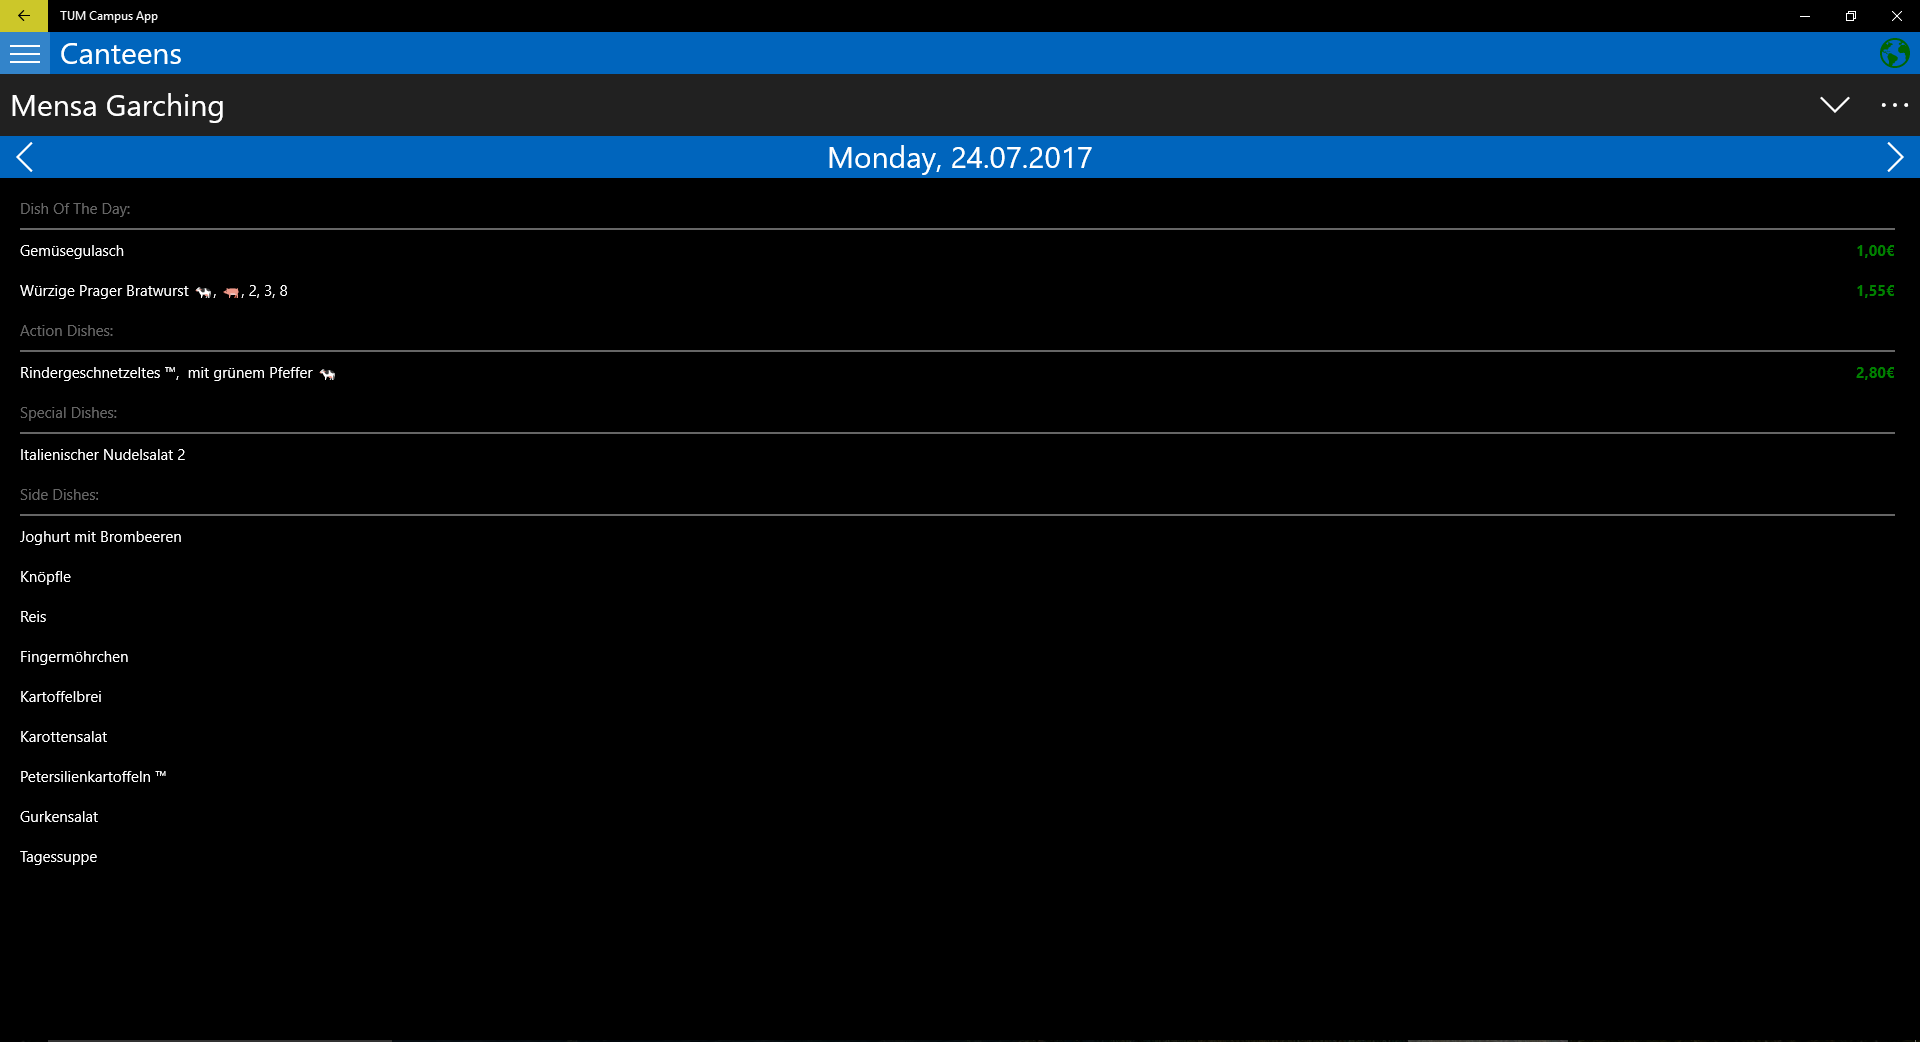 TUM Campus App
Canteens
Mensa Garching
Monday, 24.07.2017
Dish Of The Day:
Gemüsegulasch 1,00€
Würzige Prager Bratwurst 🐄, 🐖, 2, 3, 8 1,55€
Action Dishes:
Rindergeschnetzeltes ™, mit grünem Pfeffer 🐄 2,80€
Special Dishes:
Italienischer Nudelsalat 2
Side Dishes:
Joghurt mit Brombeeren
Knöpfle
Reis
Fingermöhrchen
Kartoffelbrei
Karottensalat
Petersilienkartoffeln ™
Gurkensalat
Tagessuppe